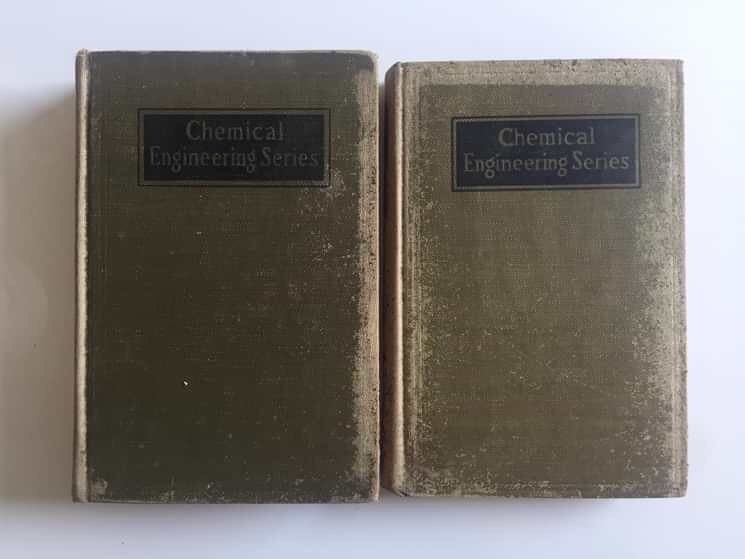 Chemical
Engineering Series
Chemical
Engineering Series